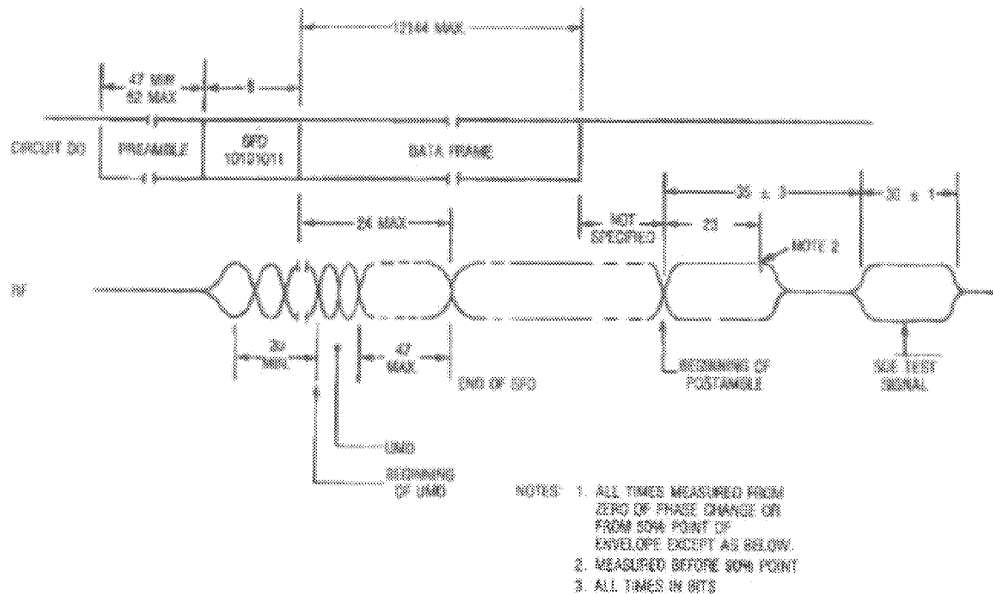 12144 MAX.
47 MIN
62 MAX
8
CIRCUIT DO
PREAMBLE
SFD
10101011
DATA FRAME
35 ± 3
30 ± 1
24 MAX
NOT
SPECIFIED
23
NOTE 2
RF
20
MIN.
47
MAX.
END OF SFD
BEGINNING OF
POSTAMBLE
SQE TEST
SIGNAL
UMD
BEGINNING
OF UMD
NOTES: 1. ALL TIMES MEASURED FROM
ZERO OF PHASE CHANGE OR
FROM 50% POINT OF
ENVELOPE EXCEPT AS BELOW.
2. MEASURED BEFORE 90% POINT
3. ALL TIMES IN BITS